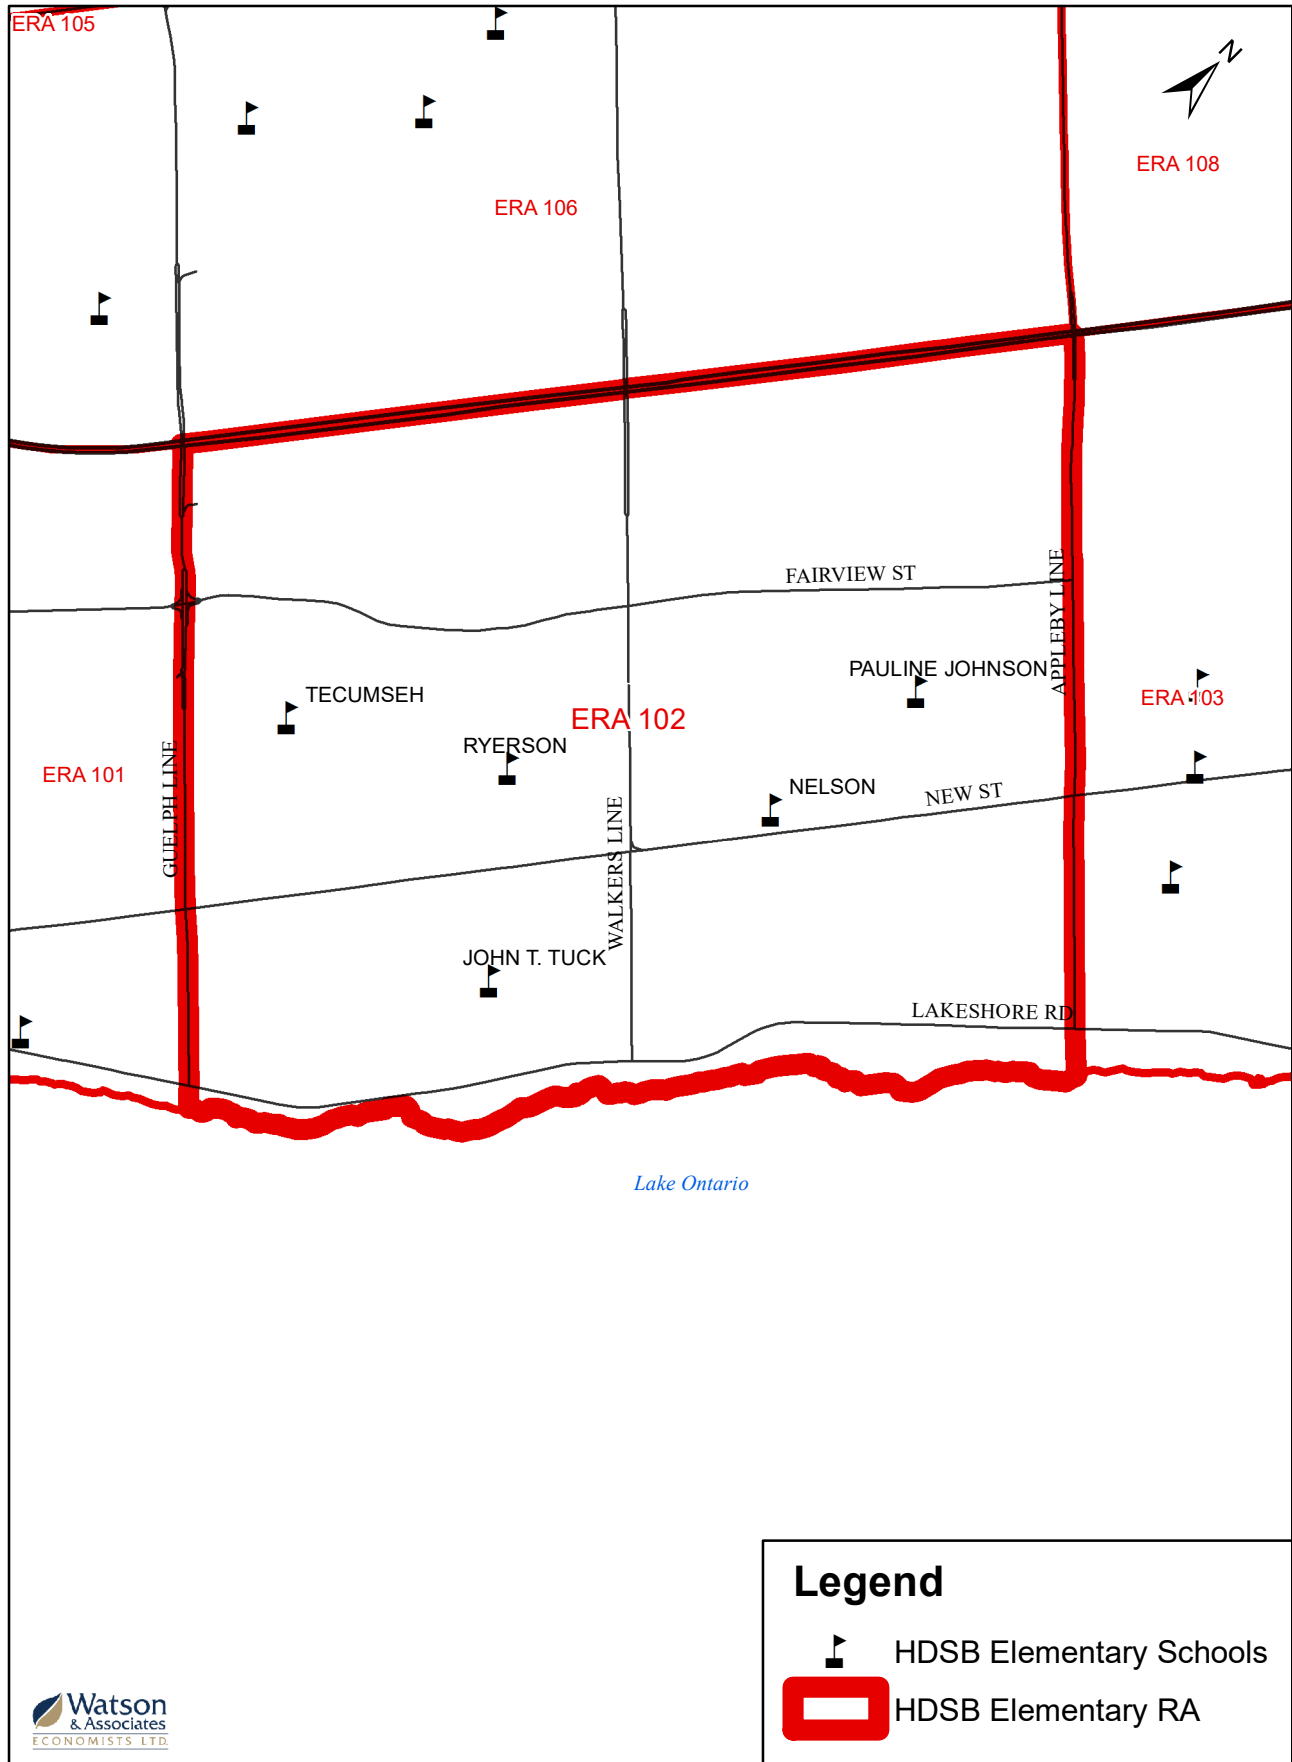 ERA 105
N
ERA 108
ERA 106
FAIRVIEW ST
APPLEBY LINE
PAULINE JOHNSON
TECUMSEH
ERA 103
ERA 102
RYERSON
ERA 101
GUELPH LINE
NELSON
NEW ST
WALKERS LINE
JOHN T. TUCK
LAKESHORE RD
Lake Ontario
Legend
HDSB Elementary Schools
HDSB Elementary RA
Watson
& Associates
ECONOMISTS LTD.